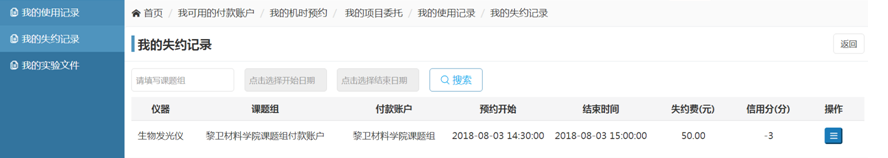 我的使用记录
我的失约记录
我的实验文件
首页 / 我可用的付款账户 / 我的机时预约 / 我的项目委托 / 我的使用记录 / 我的失约记录
我的失约记录 返回
请填写课题组 点击选择开始日期 点击选择结束日期 搜索
仪器 课题组 付款账户 预约开始 结束时间 失约费(元) 信用分(分) 操作
生物发光仪 黎卫材料学院课题组付款账户 黎卫材料学院课题组 2018-08-03 14:30:00 2018-08-03 15:00:00 50.00 -3